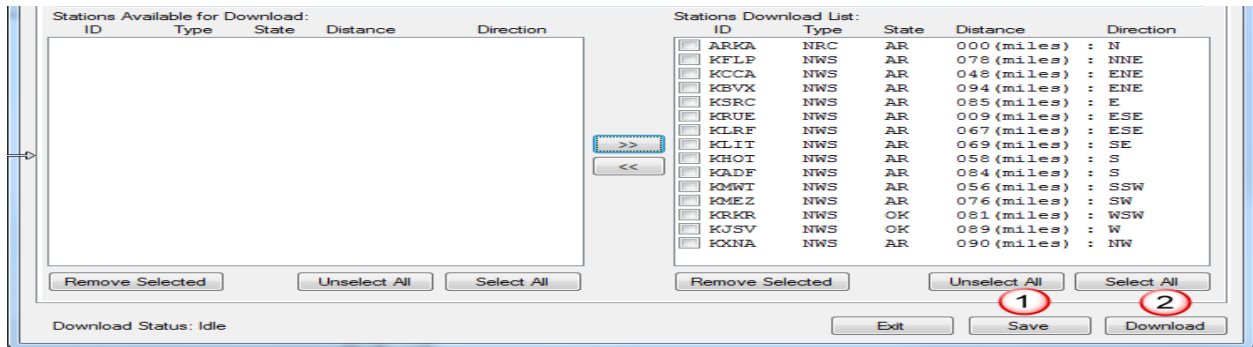 Stations Available for Download:
ID Type State Distance Direction
Stations Download List:
ID Type State Distance Direction
ARKA NRC AR 000(miles) : N
KFLP NWS AR 078(miles) : NNE
KCCA NWS AR 048(miles) : ENE
KBVX NWS AR 094(miles) : ENE
KSRC NWS AR 085(miles) : E
KRUE NWS AR 009(miles) : ESE
KLRF NWS AR 067(miles) : ESE
KLIT NWS AR 069(miles) : SE
KHOT NWS AR 058(miles) : S
KADF NWS AR 084(miles) : S
KMWT NWS AR 056(miles) : SSW
KMEZ NWS AR 076(miles) : SW
KRKR NWS OK 081(miles) : WSW
KJSV NWS OK 089(miles) : W
KXNA NWS AR 090(miles) : NW
>>
<<
Remove Selected Unselect All Select All
Remove Selected Unselect All Select All
1 2
Download Status: Idle
Exit Save Download